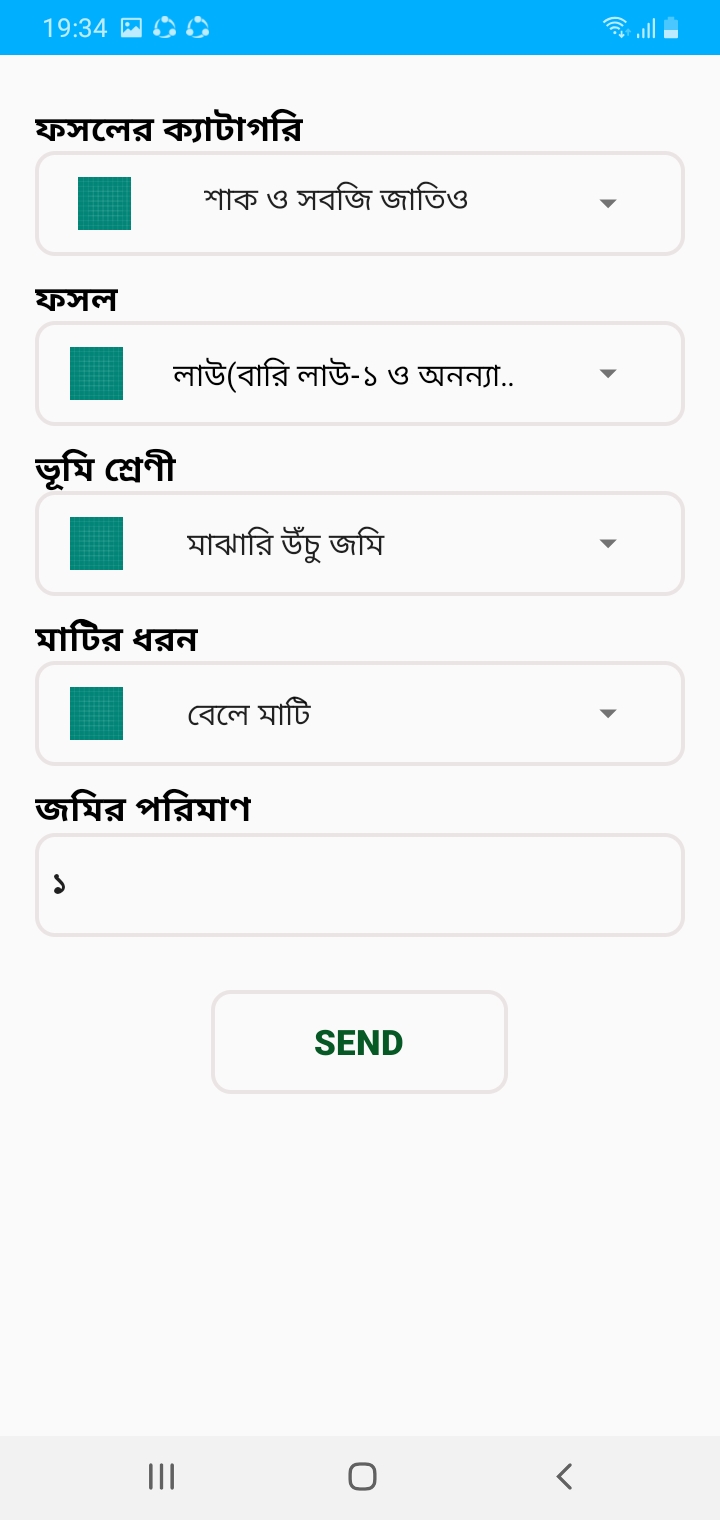 19:34
ফসলের ক্যাটাগরি
শাক ও সবজি জাতিও
ফসল
লাউ(বারি লাউ-১ ও অনন্যা..
ভূমি শ্রেণী
মাঝারি উঁচু জমি
মাটির ধরন
বেলে মাটি
জমির পরিমাণ
১
SEND